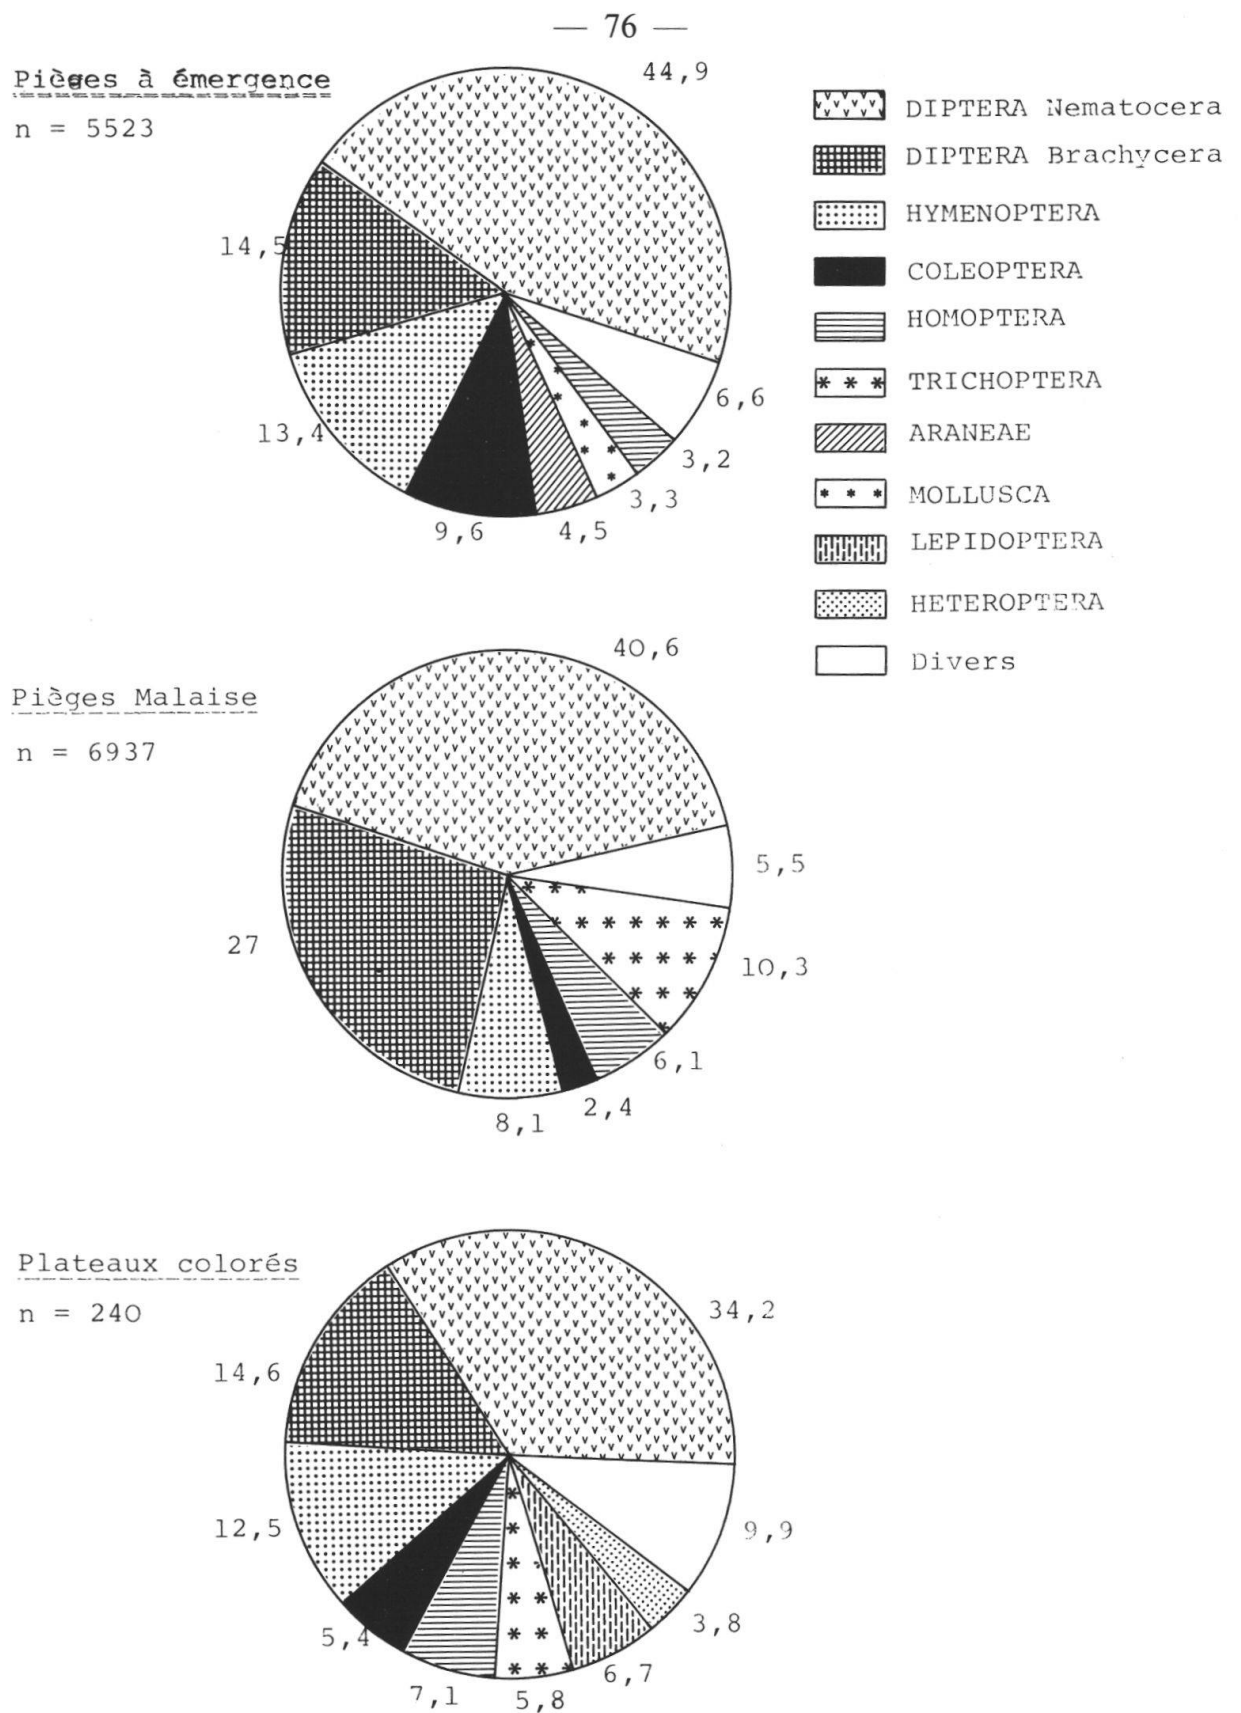 — 76 —
Pièges à émergence
n = 5523
44,9
14,5
13,4
9,6
4,5
3,3
3,2
6,6
DIPTERA Nematocera
DIPTERA Brachycera
HYMENOPTERA
COLEOPTERA
HOMOPTERA
TRICHOPTERA
ARANEAE
MOLLUSCA
LEPIDOPTERA
HETEROPTERA
Divers
Pièges Malaise
n = 6937
40,6
5,5
27
10,3
6,1
2,4
8,1
Plateaux colorés
n = 240
34,2
14,6
12,5
9,9
5,4
3,8
7,1
5,8
6,7